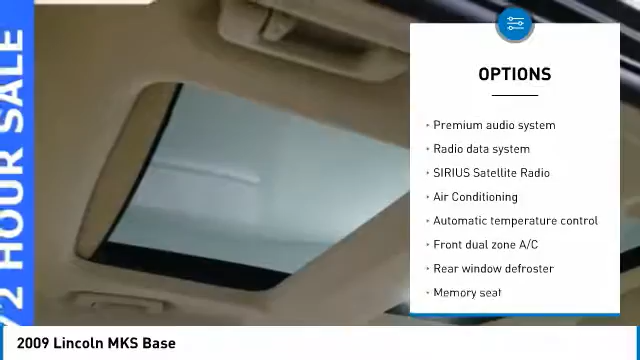 72 HOUR SALE
OPTIONS
Premium audio system
Radio data system
SIRIUS Satellite Radio
Air Conditioning
Automatic temperature control
Front dual zone A/C
Rear window defroster
Memory seat
2009 Lincoln MKS Base